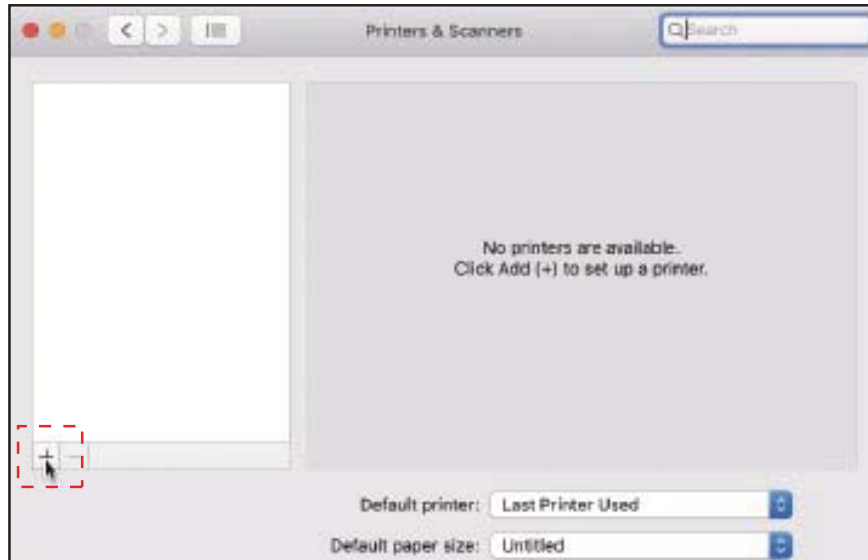 Printers & Scanners
Search
No printers are available.
Click Add (+) to set up a printer.
+ −
Default printer: Last Printer Used
Default paper size: Untitled